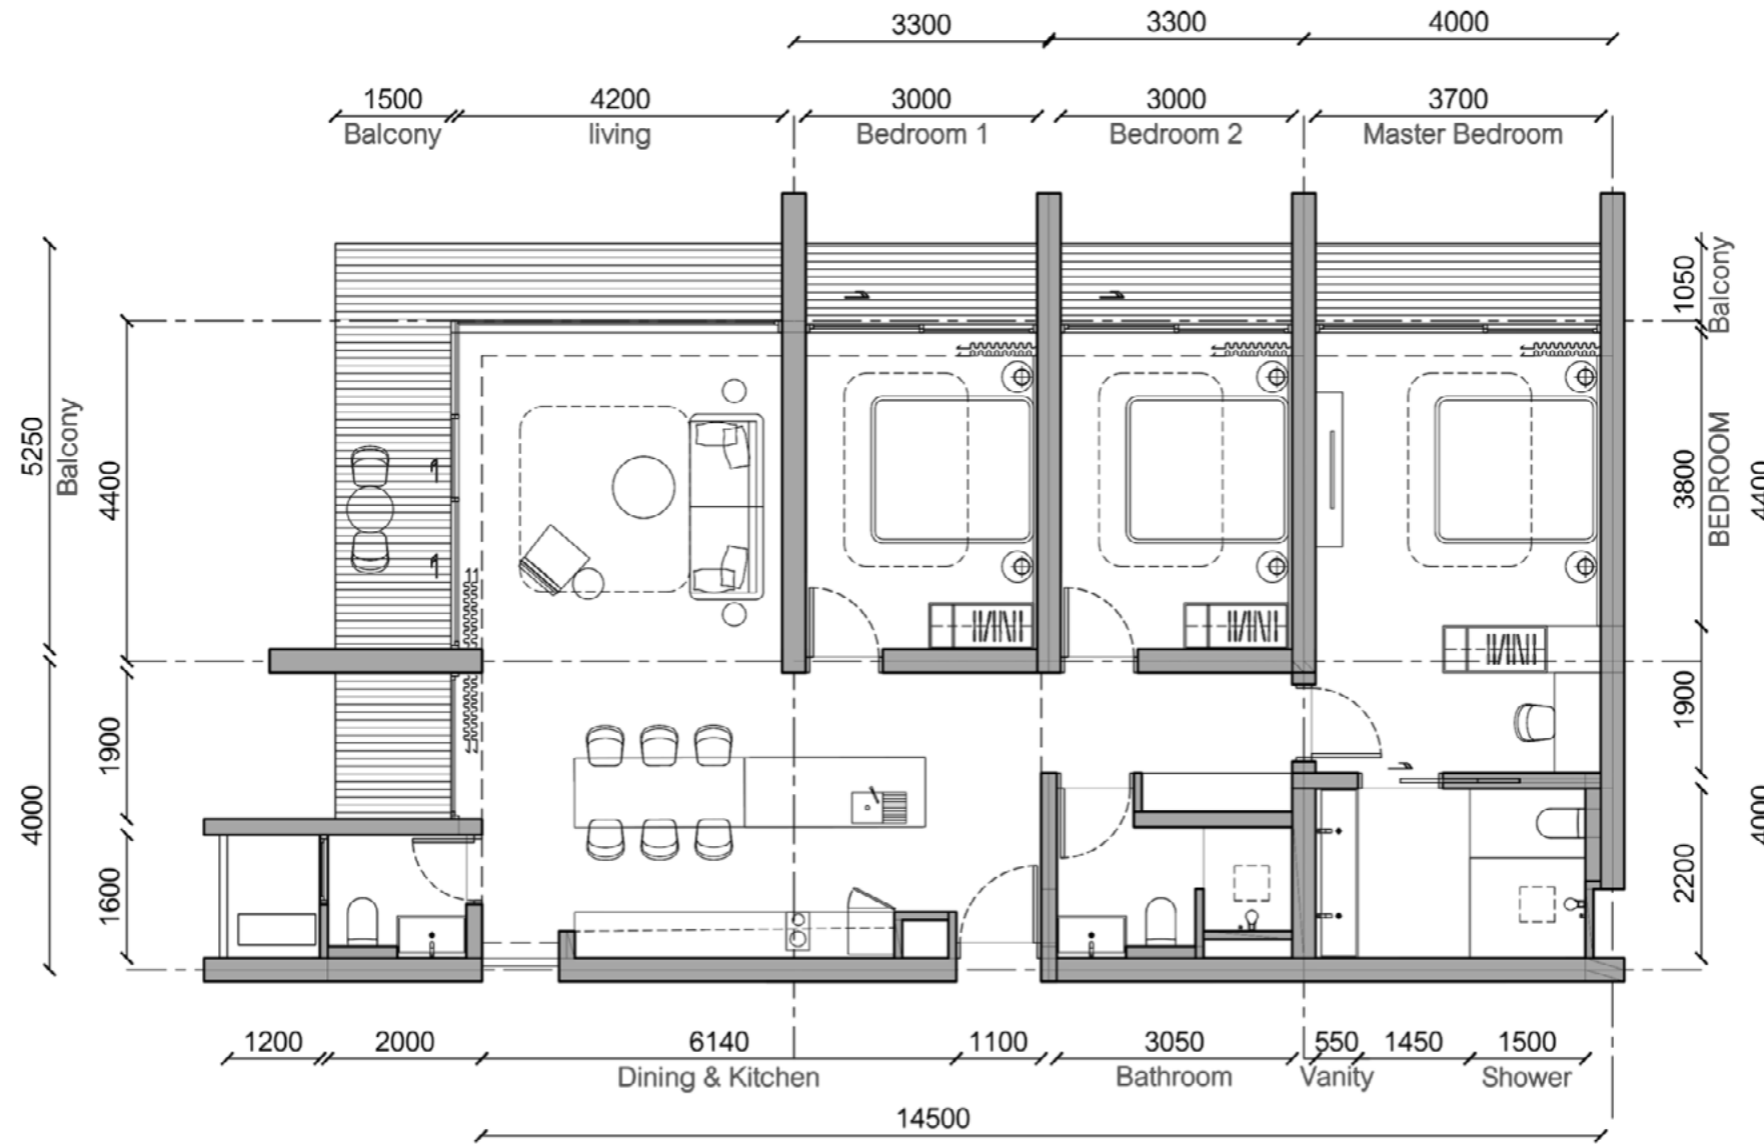 3300 3300 4000
1500 4200 3000 3000 3700
Balcony living Bedroom 1 Bedroom 2 Master Bedroom
5250
Balcony
4400
1900
4000
1600
1050
Balcony
3800
BEDROOM
4400
1900
2200
4000
1200 2000 6140 1100 3050 550 1450 1500
Dining & Kitchen Bathroom Vanity Shower
14500